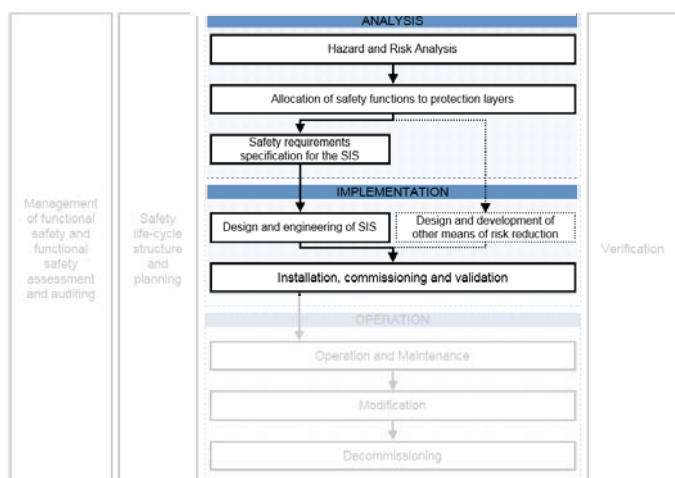 ANALYSIS
Hazard and Risk Analysis
Allocation of safety functions to protection layers
Safety requirements
specification for the SIS
IMPLEMENTATION
Design and engineering of SIS
Design and development of
other means of risk reduction
Installation, commissioning and validation
OPERATION
Operation and Maintenance
Modification
Decommissioning
Management
of functional
safety and
functional
safety
assessment
and auditing
Safety
life-cycle
structure
and
planning
Verification